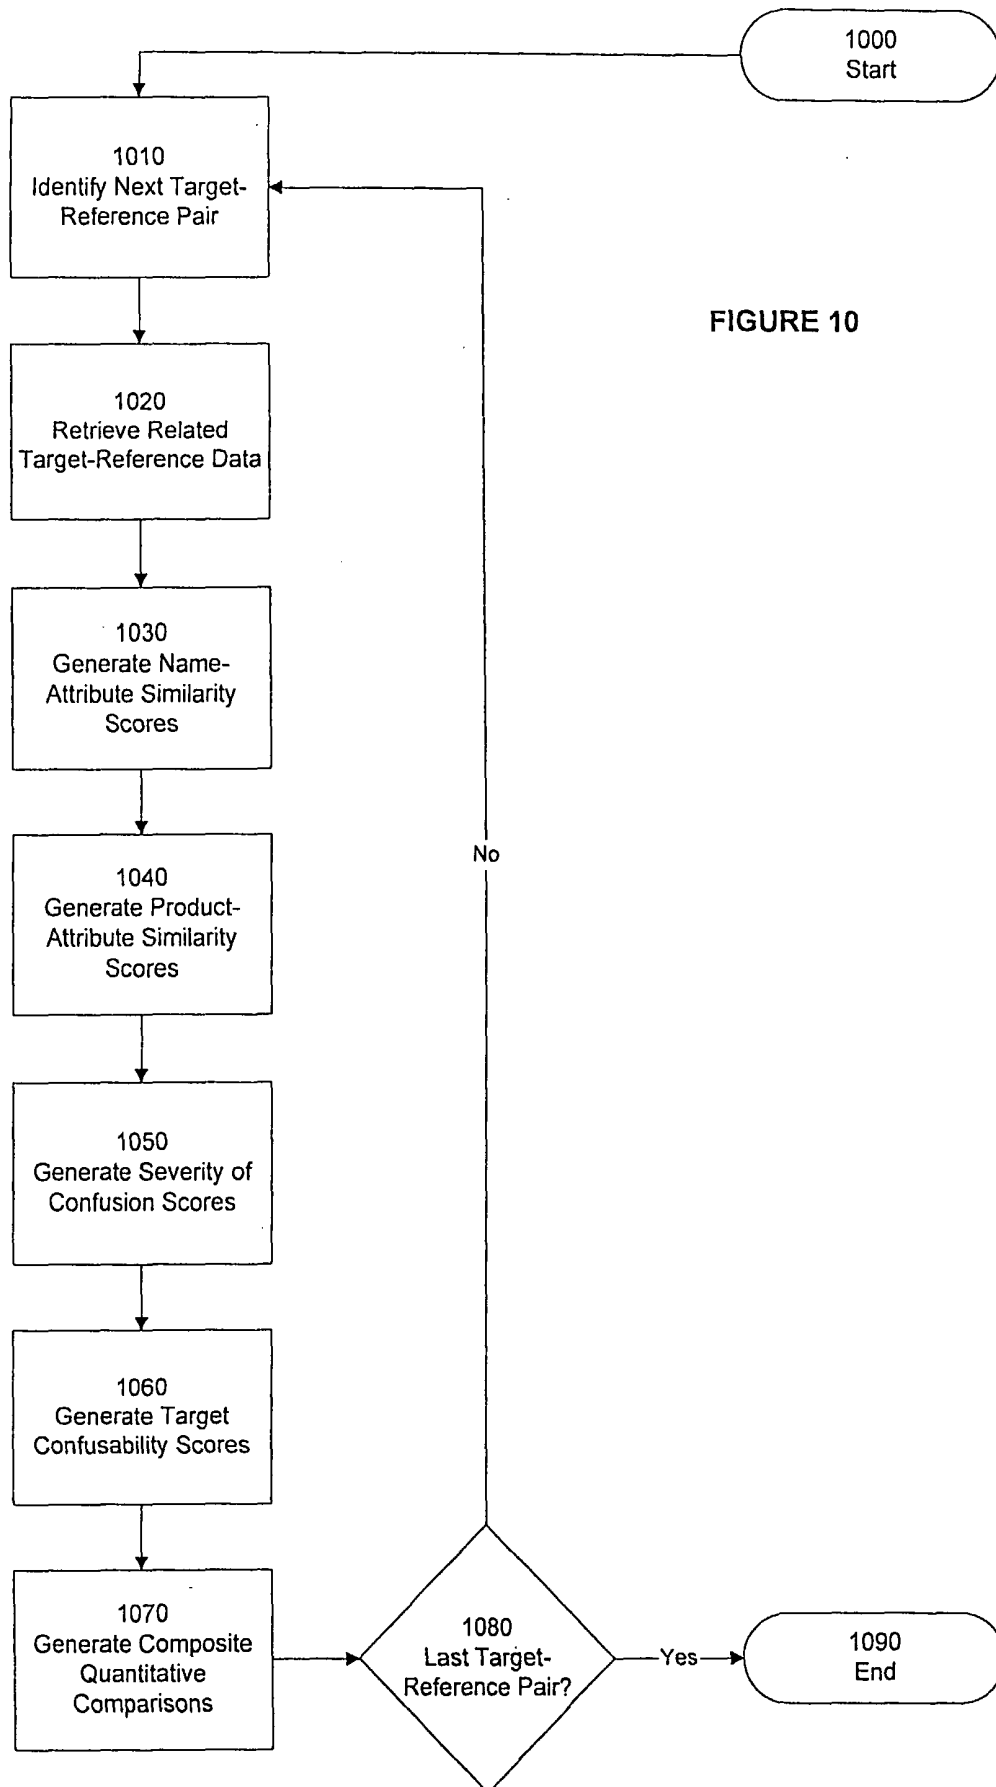 1000
Start
1010
Identify Next Target-
Reference Pair
FIGURE 10
1020
Retrieve Related
Target-Reference Data
1030
Generate Name-
Attribute Similarity
Scores
1040
Generate Product-
Attribute Similarity
Scores
No
1050
Generate Severity of
Confusion Scores
1060
Generate Target
Confusability Scores
1070
Generate Composite
Quantitative
Comparisons
1080
Last Target-
Reference Pair?
Yes
1090
End